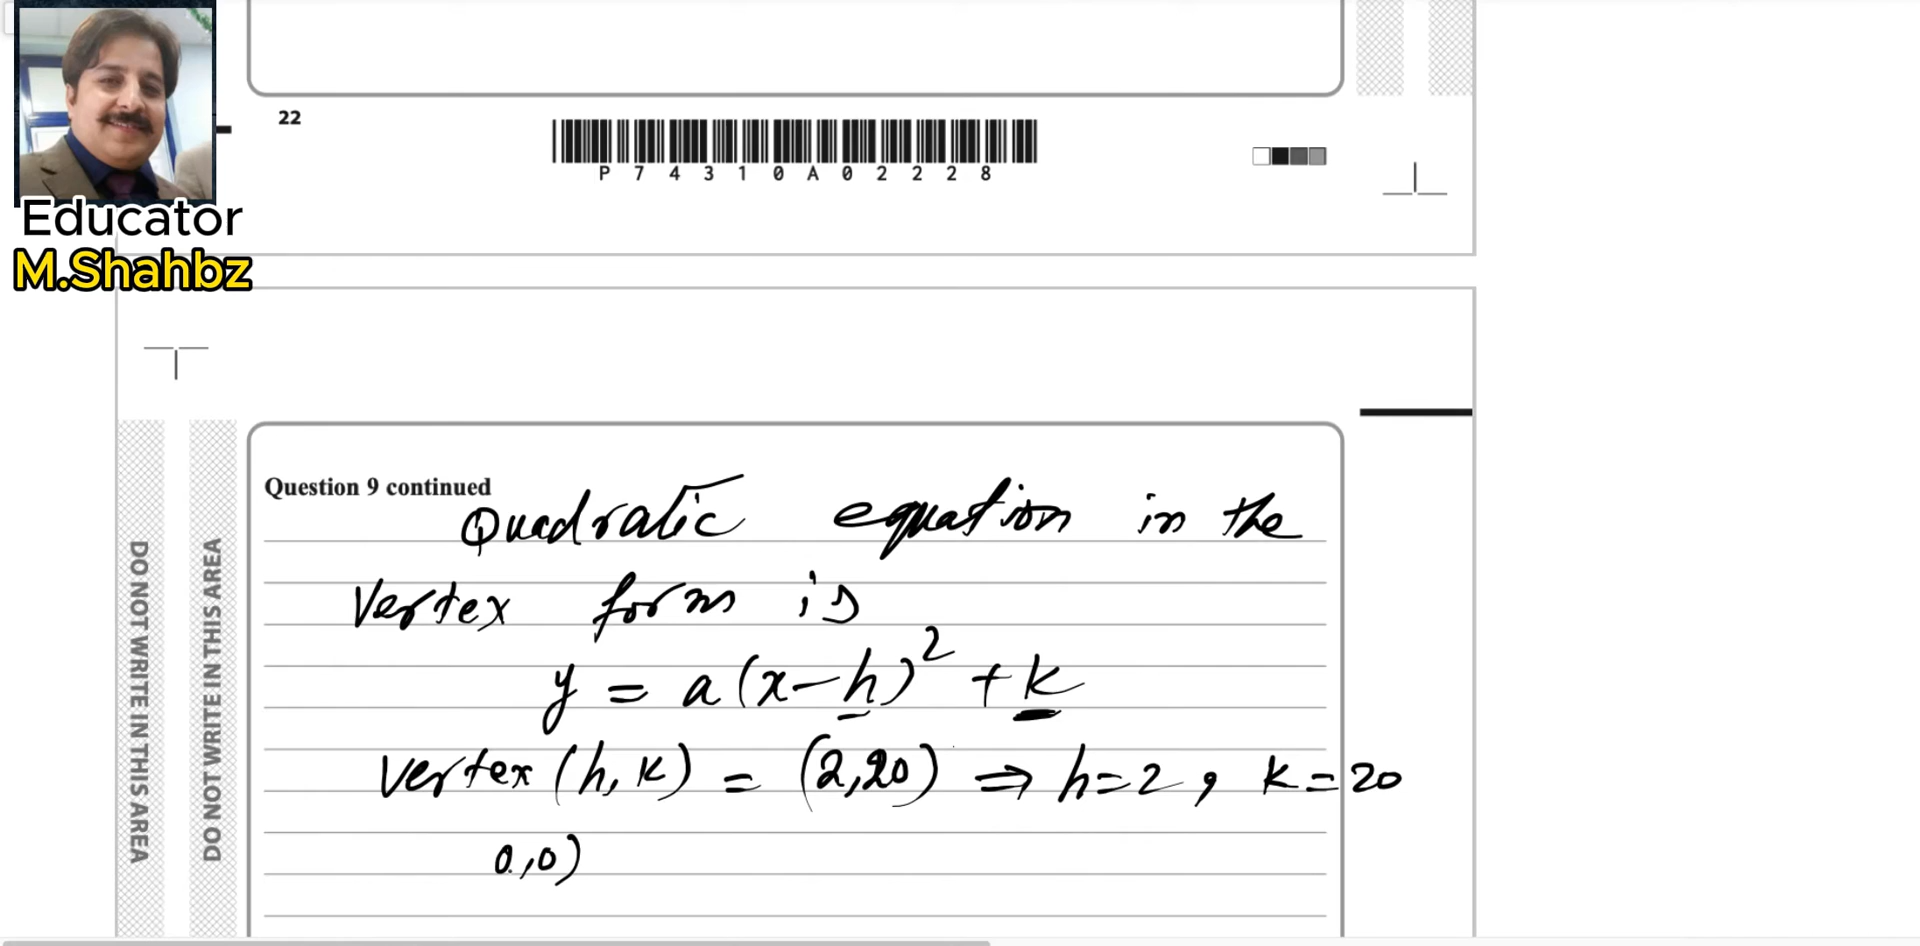 22
P 7 4 3 1 0 A 0 2 2 2 8
Educator
M.Shahbz
DO NOT WRITE IN THIS AREA
DO NOT WRITE IN THIS AREA
Question 9 continued
Quadratic equation in the
Vertex form is
y = a(x-h)² + k
Vertex (h, k) = (2,20) ⇒ h=2, k=20
0,0)